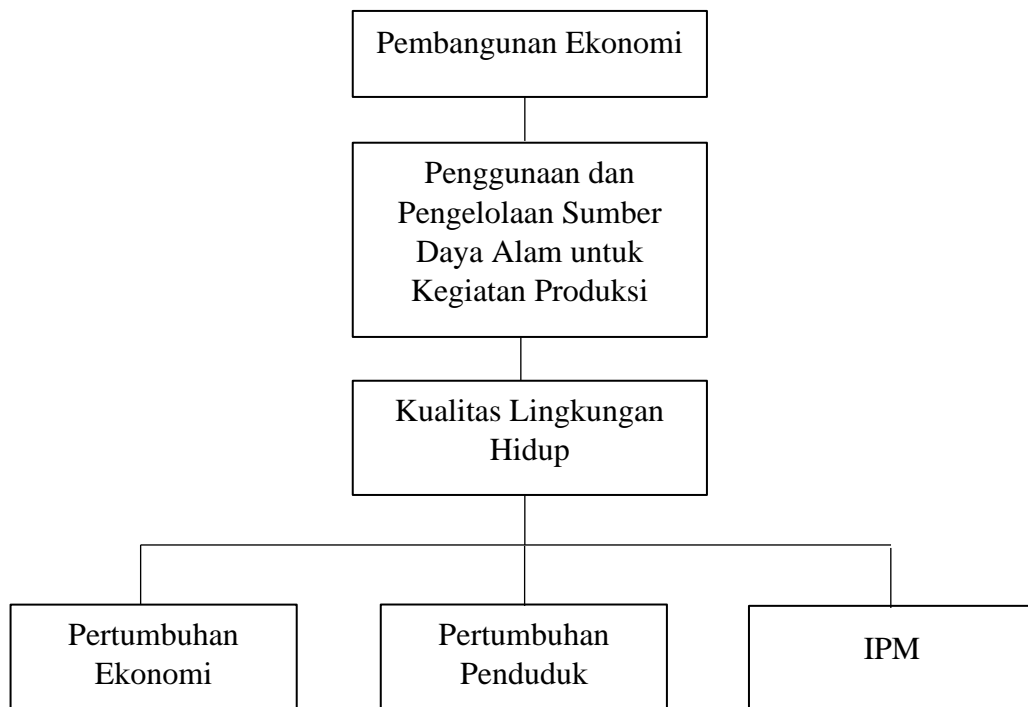 Pembangunan Ekonomi
Penggunaan dan
Pengelolaan Sumber
Daya Alam untuk
Kegiatan Produksi
Kualitas Lingkungan
Hidup
Pertumbuhan
Ekonomi
Pertumbuhan
Penduduk
IPM